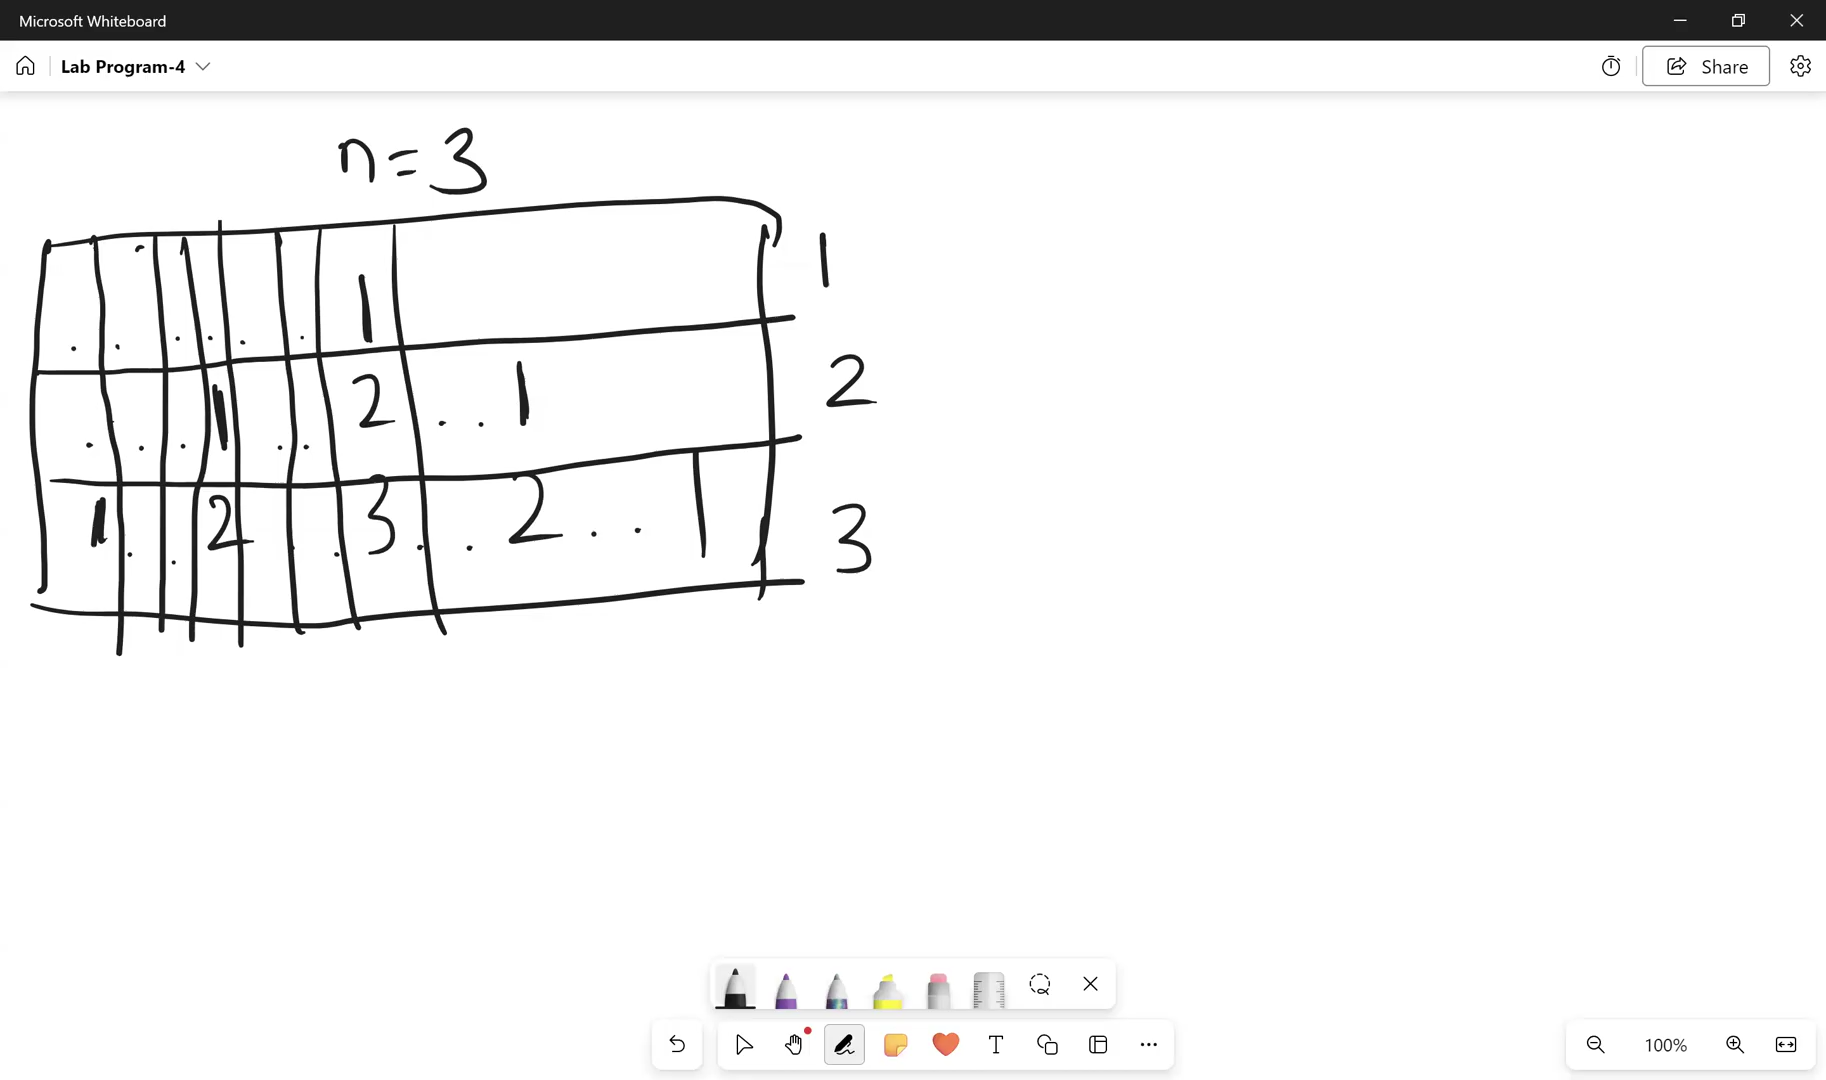 Microsoft Whiteboard
Lab Program-4
Share
n = 3
. . . . . . 1 1
. . . 1 . . 2 . . 1 2
1 . . 2 . . 3 . . 2 . . 1 3
100%